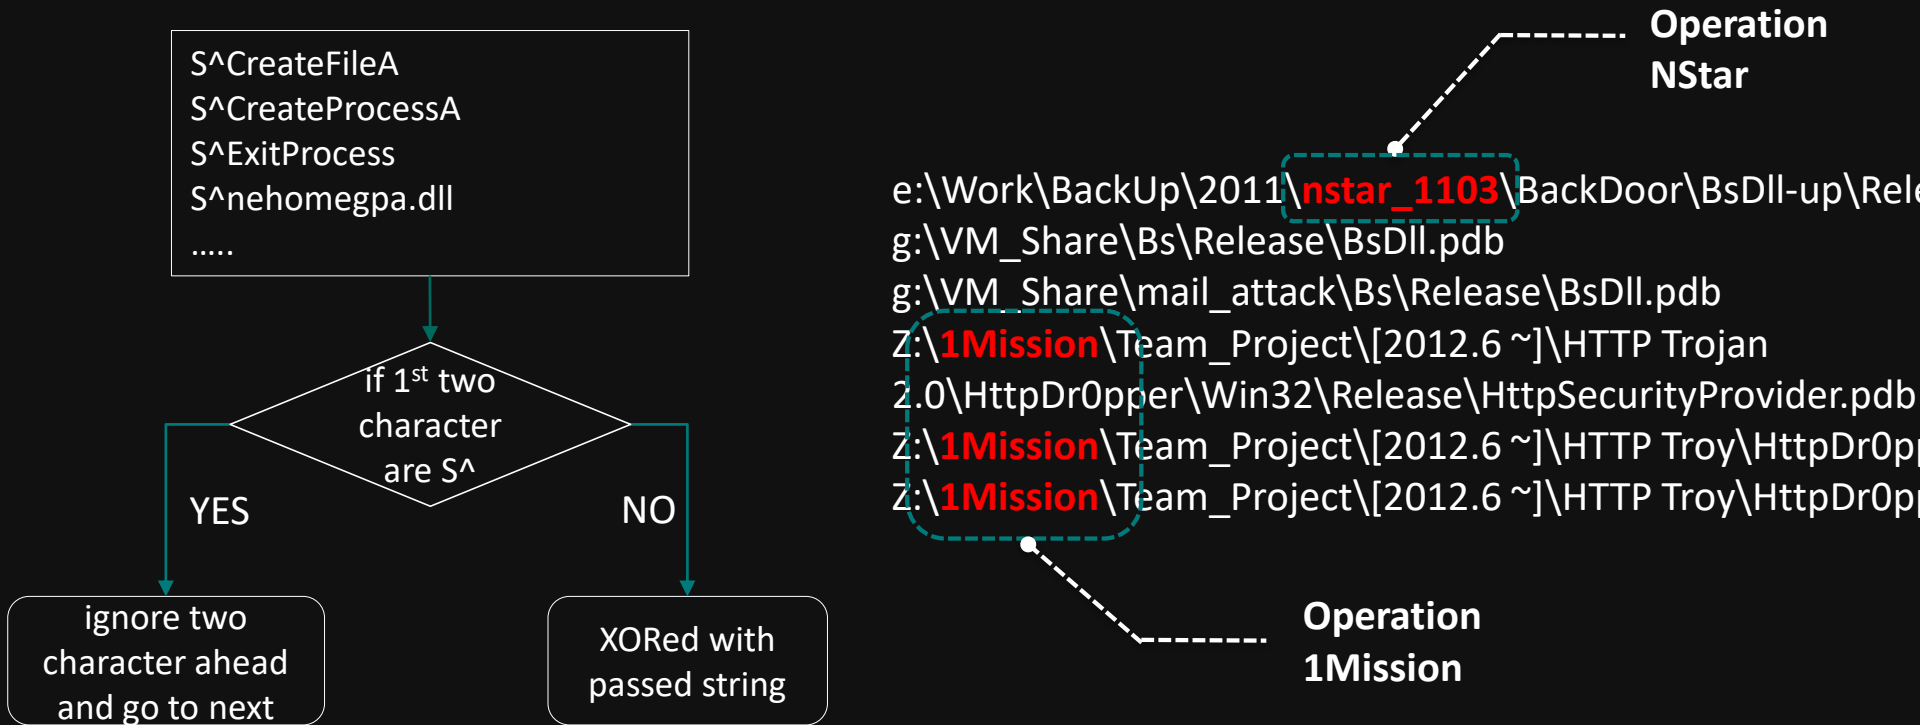 S^CreateFileA
S^CreateProcessA
S^ExitProcess
S^nehomegpa.dll
.....
if 1st two
character
are S^
YES
NO
ignore two
character ahead
and go to next
XORed with
passed string
Operation
NStar
e:\Work\BackUp\2011\nstar_1103\BackDoor\BsDll-up\Rele
g:\VM_Share\Bs\Release\BsDll.pdb
g:\VM_Share\mail_attack\Bs\Release\BsDll.pdb
Z:\1Mission\Team_Project\[2012.6 ~]\HTTP Trojan
2.0\HttpDr0pper\Win32\Release\HttpSecurityProvider.pdb
Z:\1Mission\Team_Project\[2012.6 ~]\HTTP Troy\HttpDr0pp
Z:\1Mission\Team_Project\[2012.6 ~]\HTTP Troy\HttpDr0pp
Operation
1Mission